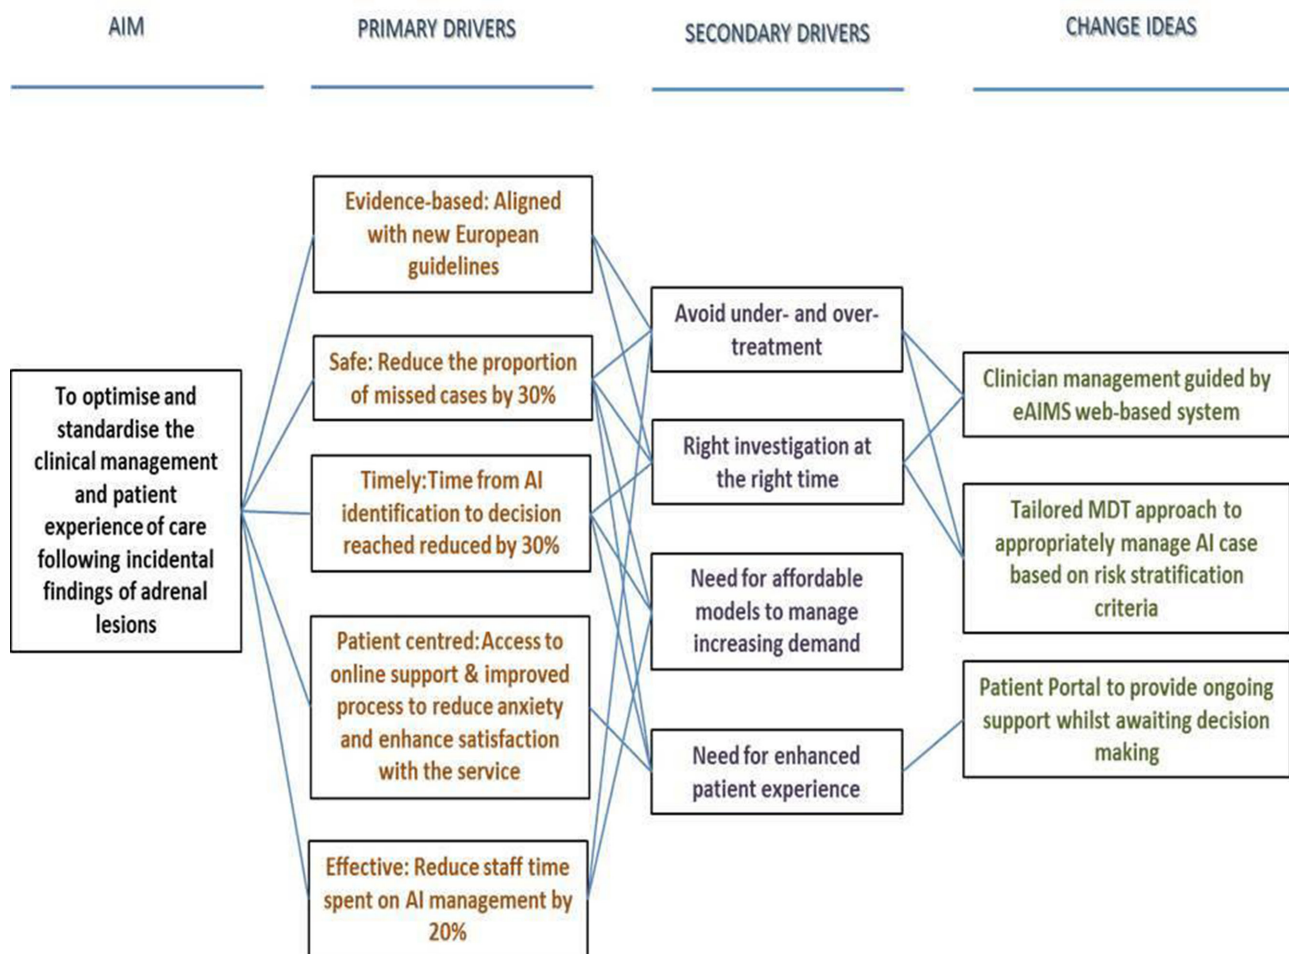 AIM
PRIMARY DRIVERS
SECONDARY DRIVERS
CHANGE IDEAS
To optimise and
standardise the
clinical management
and patient
experience of care
following incidental
findings of adrenal
lesions
Evidence-based: Aligned
with new European
guidelines
Safe: Reduce the proportion
of missed cases by 30%
Timely:Time from AI
identification to decision
reached reduced by 30%
Patient centred: Access to
online support & improved
process to reduce anxiety
and enhance satisfaction
with the service
Effective: Reduce staff time
spent on AI management by
20%
Avoid under- and over-
treatment
Right investigation at
the right time
Need for affordable
models to manage
increasing demand
Need for enhanced
patient experience
Clinician management guided by
eAIMS web-based system
Tailored MDT approach to
appropriately manage AI case
based on risk stratification
criteria
Patient Portal to provide ongoing
support whilst awaiting decision
making